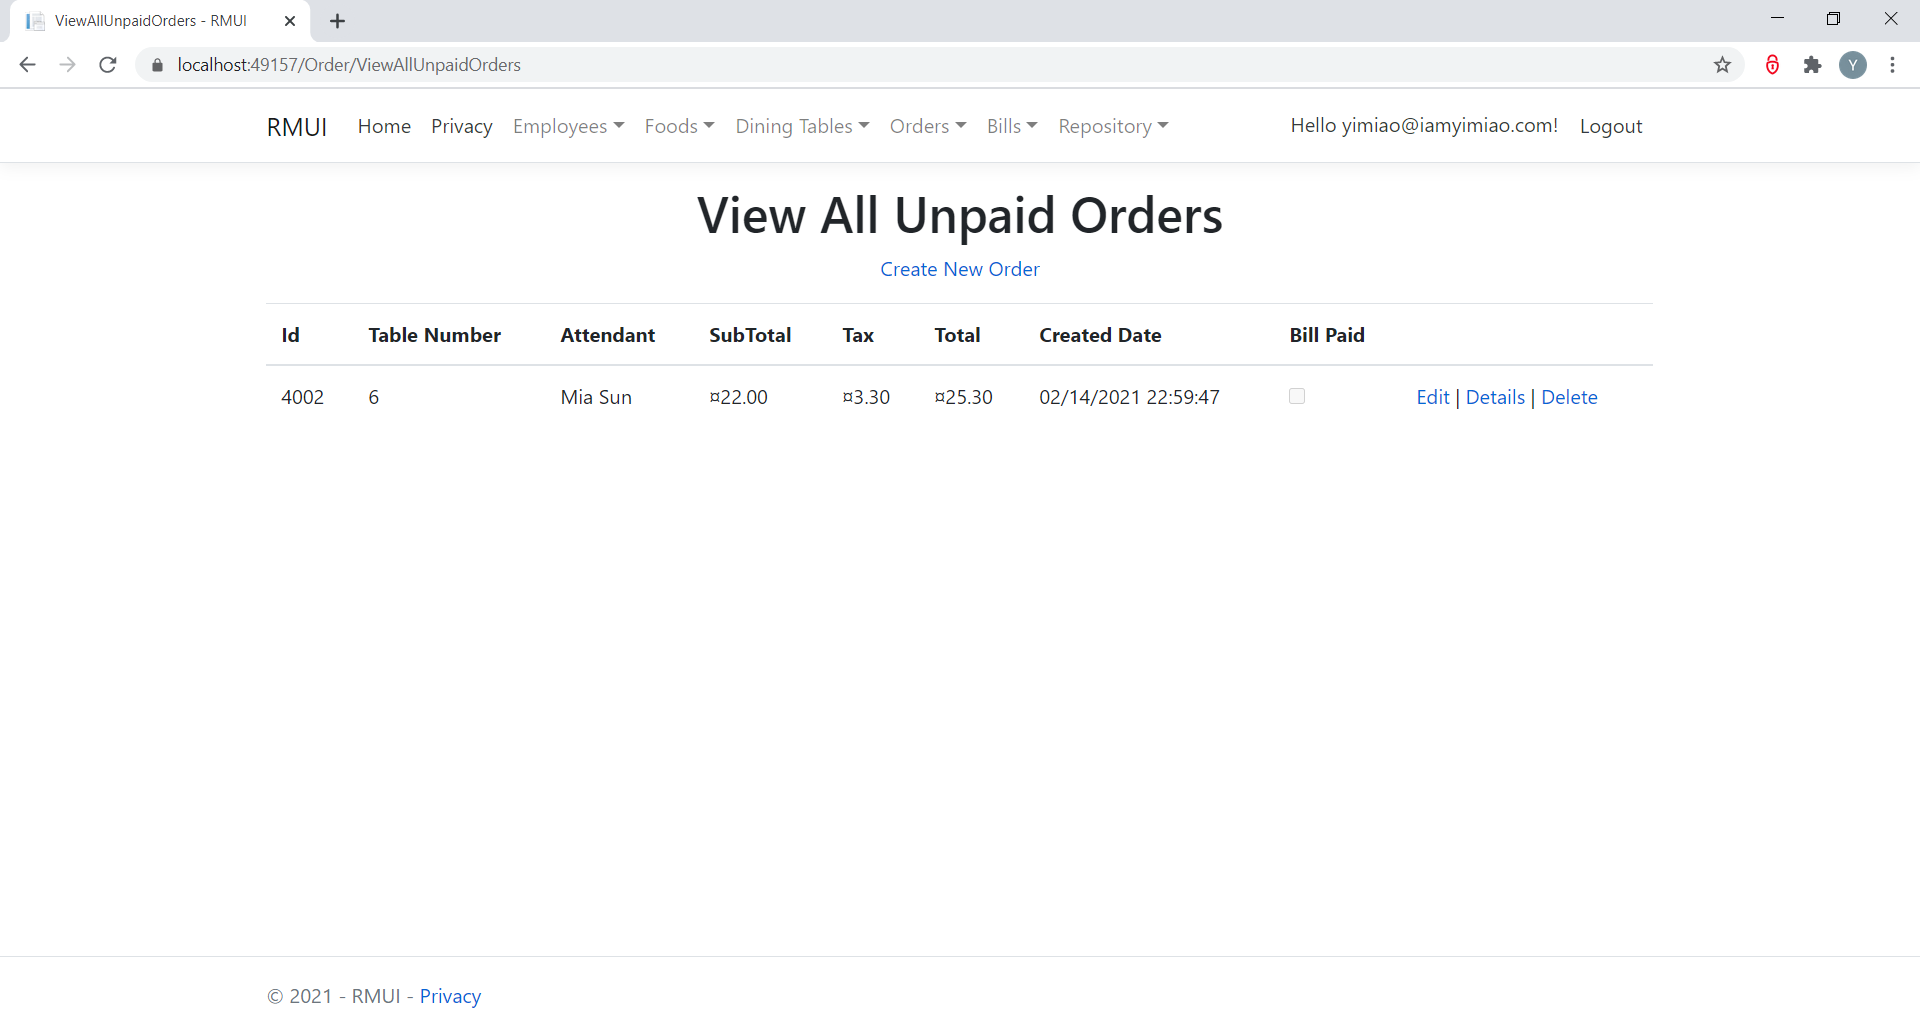 ViewAllUnpaidOrders - RMUI
localhost:49157/Order/ViewAllUnpaidOrders
Y
RMUI Home Privacy Employees Foods Dining Tables Orders Bills Repository Hello yimiao@iamyimiao.com! Logout
View All Unpaid Orders
Create New Order
Id Table Number Attendant SubTotal Tax Total Created Date Bill Paid
4002 6 Mia Sun ¤22.00 ¤3.30 ¤25.30 02/14/2021 22:59:47 Edit | Details | Delete
© 2021 - RMUI - Privacy